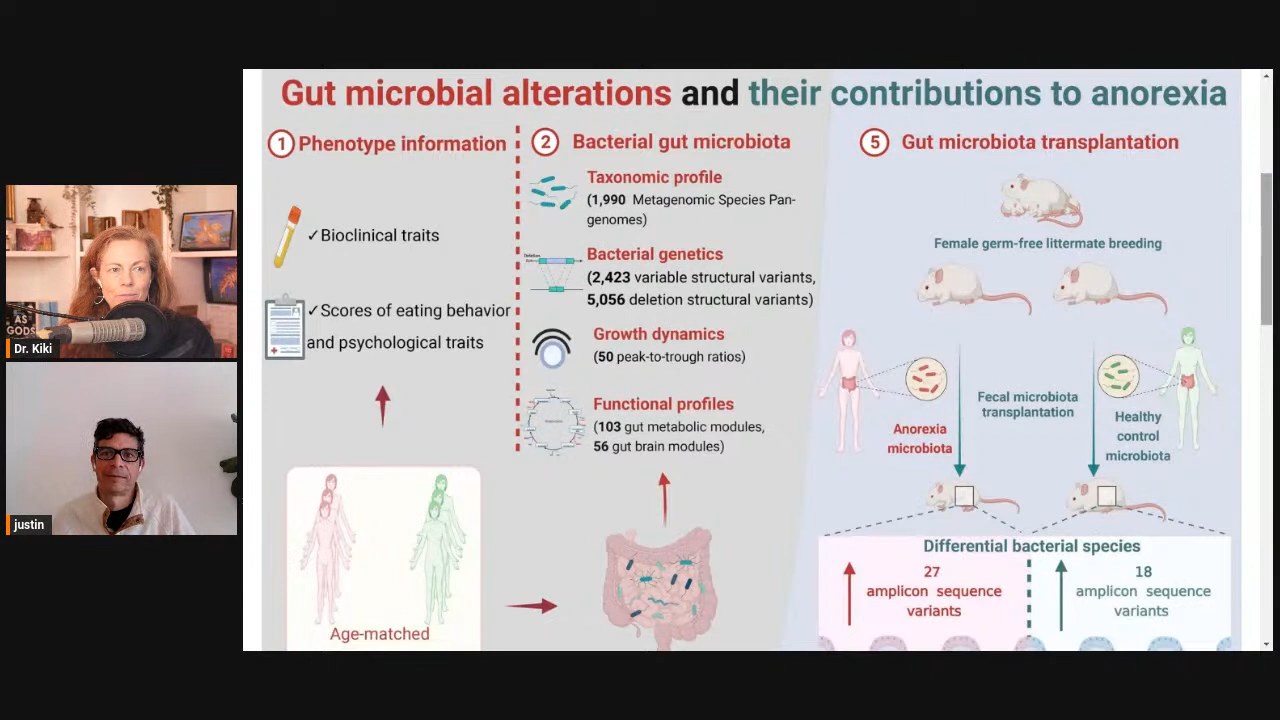 Gut microbial alterations and their contributions to anorexia
1 Phenotype information
✓Bioclinical traits
✓Scores of eating behavior
and psychological traits
Age-matched
2 Bacterial gut microbiota
Taxonomic profile
(1,990 Metagenomic Species Pan-
genomes)
Bacterial genetics
(2,423 variable structural variants,
5,056 deletion structural variants)
Growth dynamics
(50 peak-to-trough ratios)
Functional profiles
(103 gut metabolic modules,
56 gut brain modules)
5 Gut microbiota transplantation
Female germ-free littermate breeding
Fecal microbiota
transplantation
Anorexia
microbiota
Healthy
control
microbiota
Differential bacterial species
27
amplicon sequence
variants
18
amplicon sequence
variants
AS
GODS
Dr. Kiki
justin